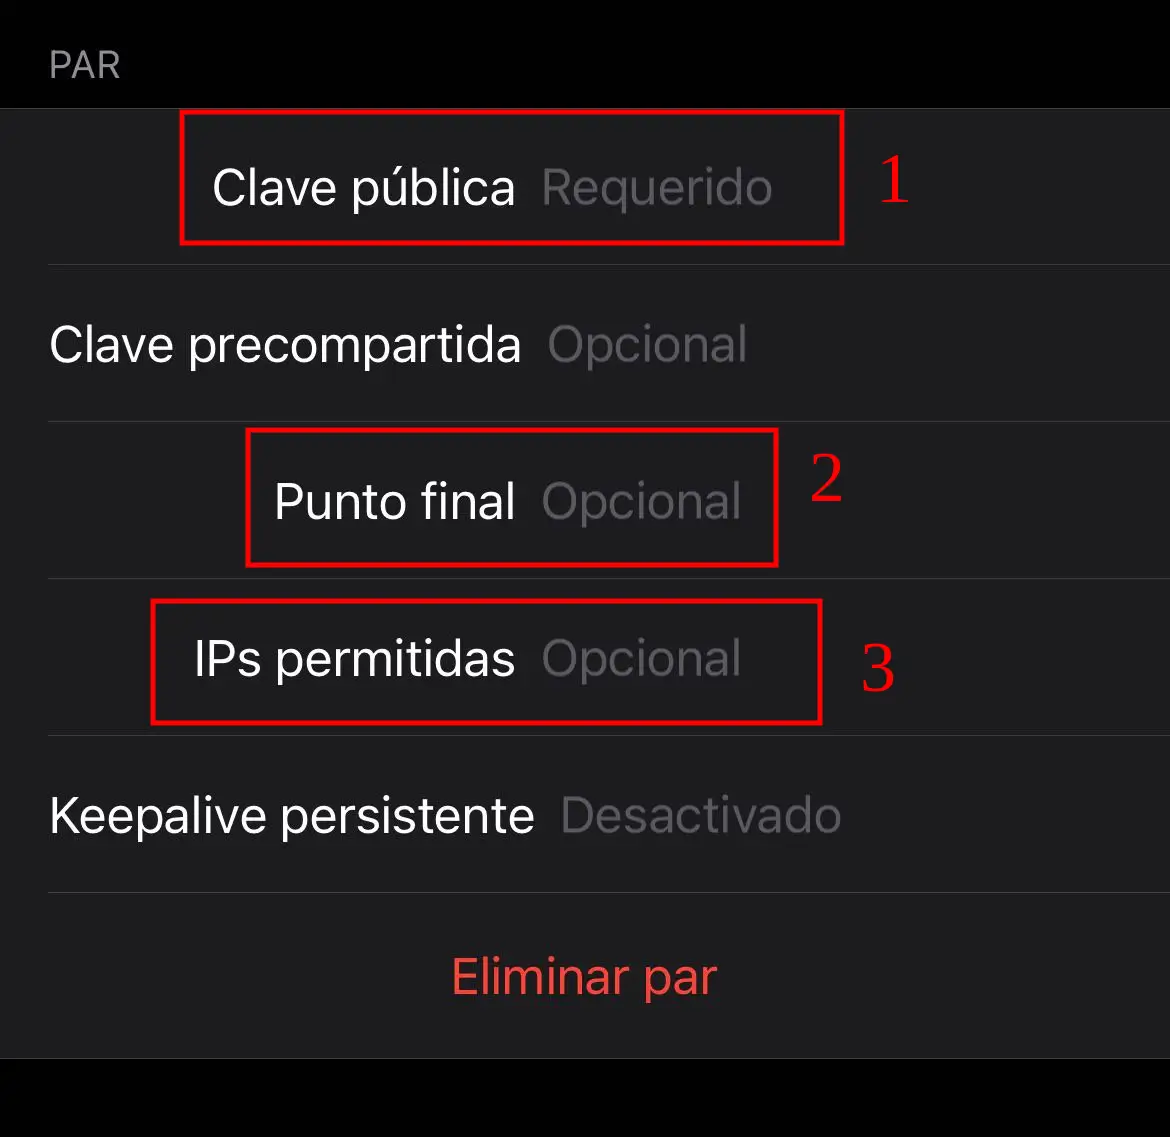 PAR
Clave pública Requerido 1
Clave precompartida Opcional
Punto final Opcional 2
IPs permitidas Opcional 3
Keepalive persistente Desactivado
Eliminar par